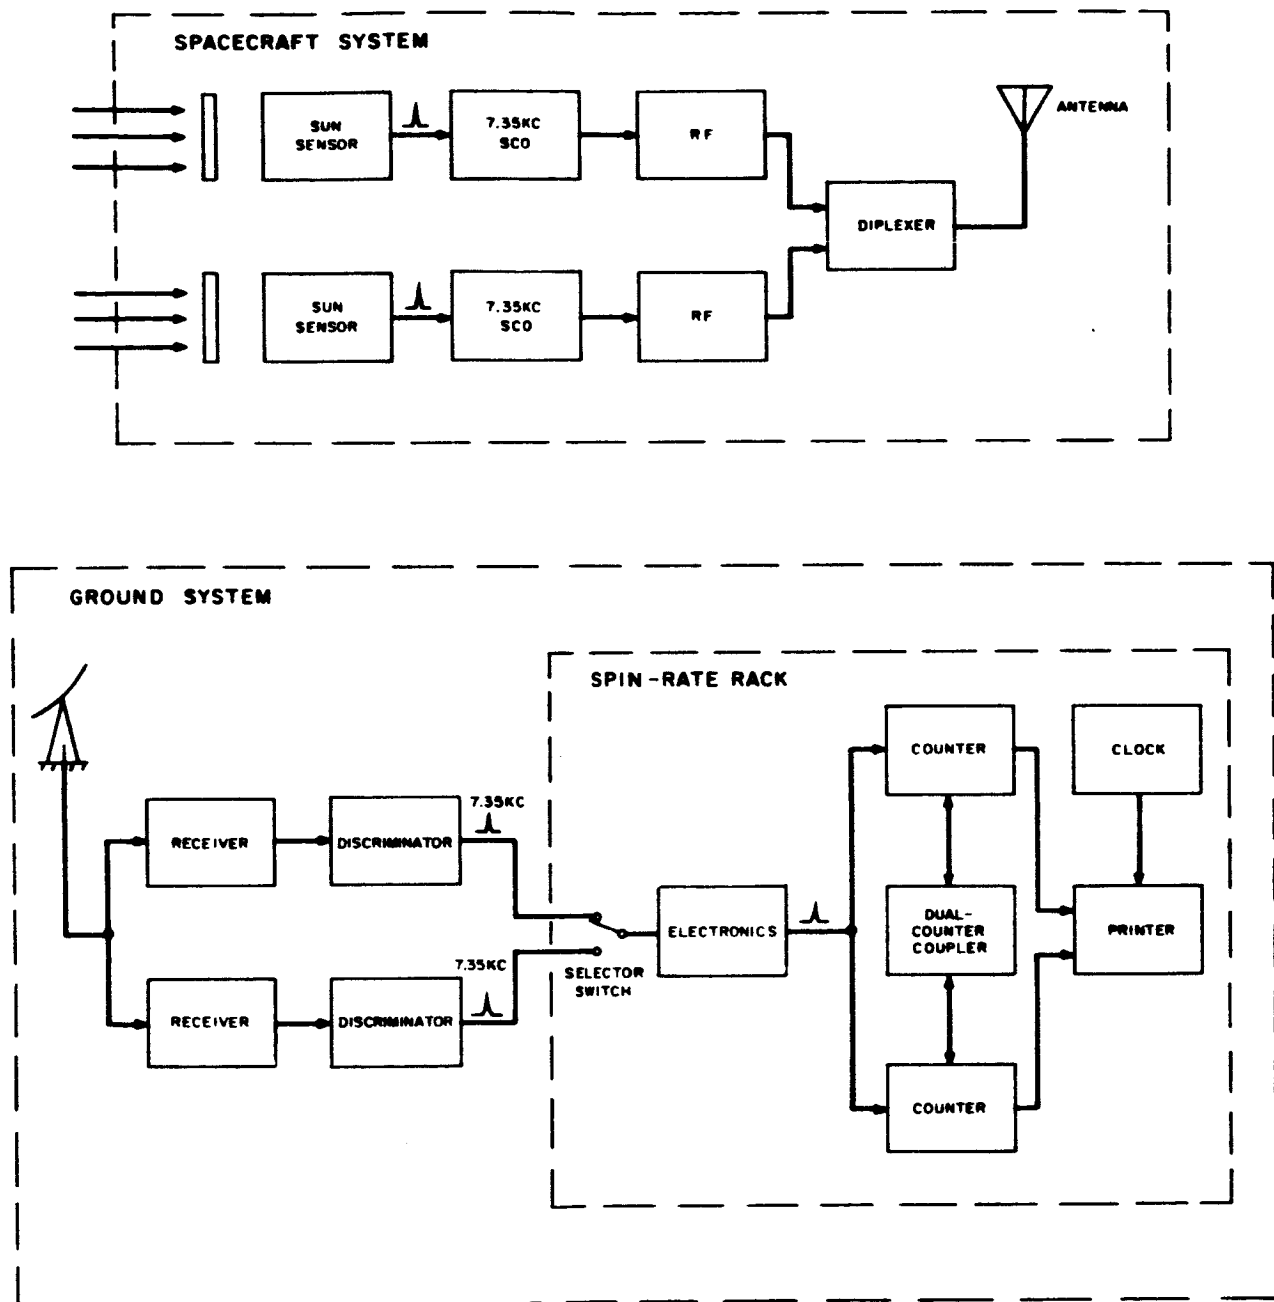 SPACECRAFT SYSTEM
SUN
SENSOR
7.35KC
SCO
RF
ANTENNA
DIPLEXER
SUN
SENSOR
7.35KC
SCO
RF
GROUND SYSTEM
SPIN-RATE RACK
COUNTER
CLOCK
7.35KC
RECEIVER
DISCRIMINATOR
ELECTRONICS
DUAL-
COUNTER
COUPLER
PRINTER
7.35KC
SELECTOR
SWITCH
RECEIVER
DISCRIMINATOR
COUNTER